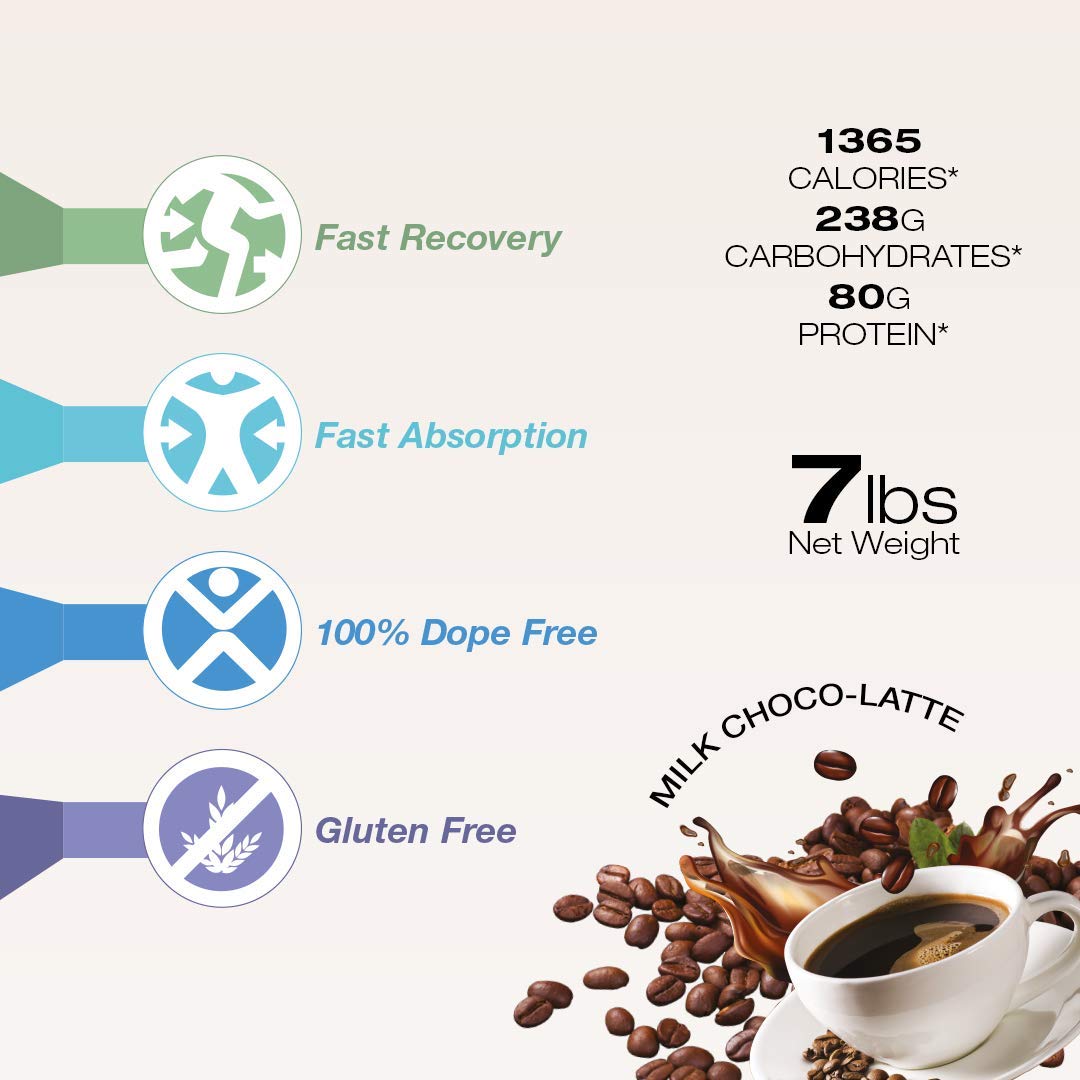 Fast Recovery
Fast Absorption
100% Dope Free
Gluten Free
1365
CALORIES*
238G
CARBOHYDRATES*
80G
PROTEIN*
7lbs
Net Weight
MILK CHOCO-LATTE